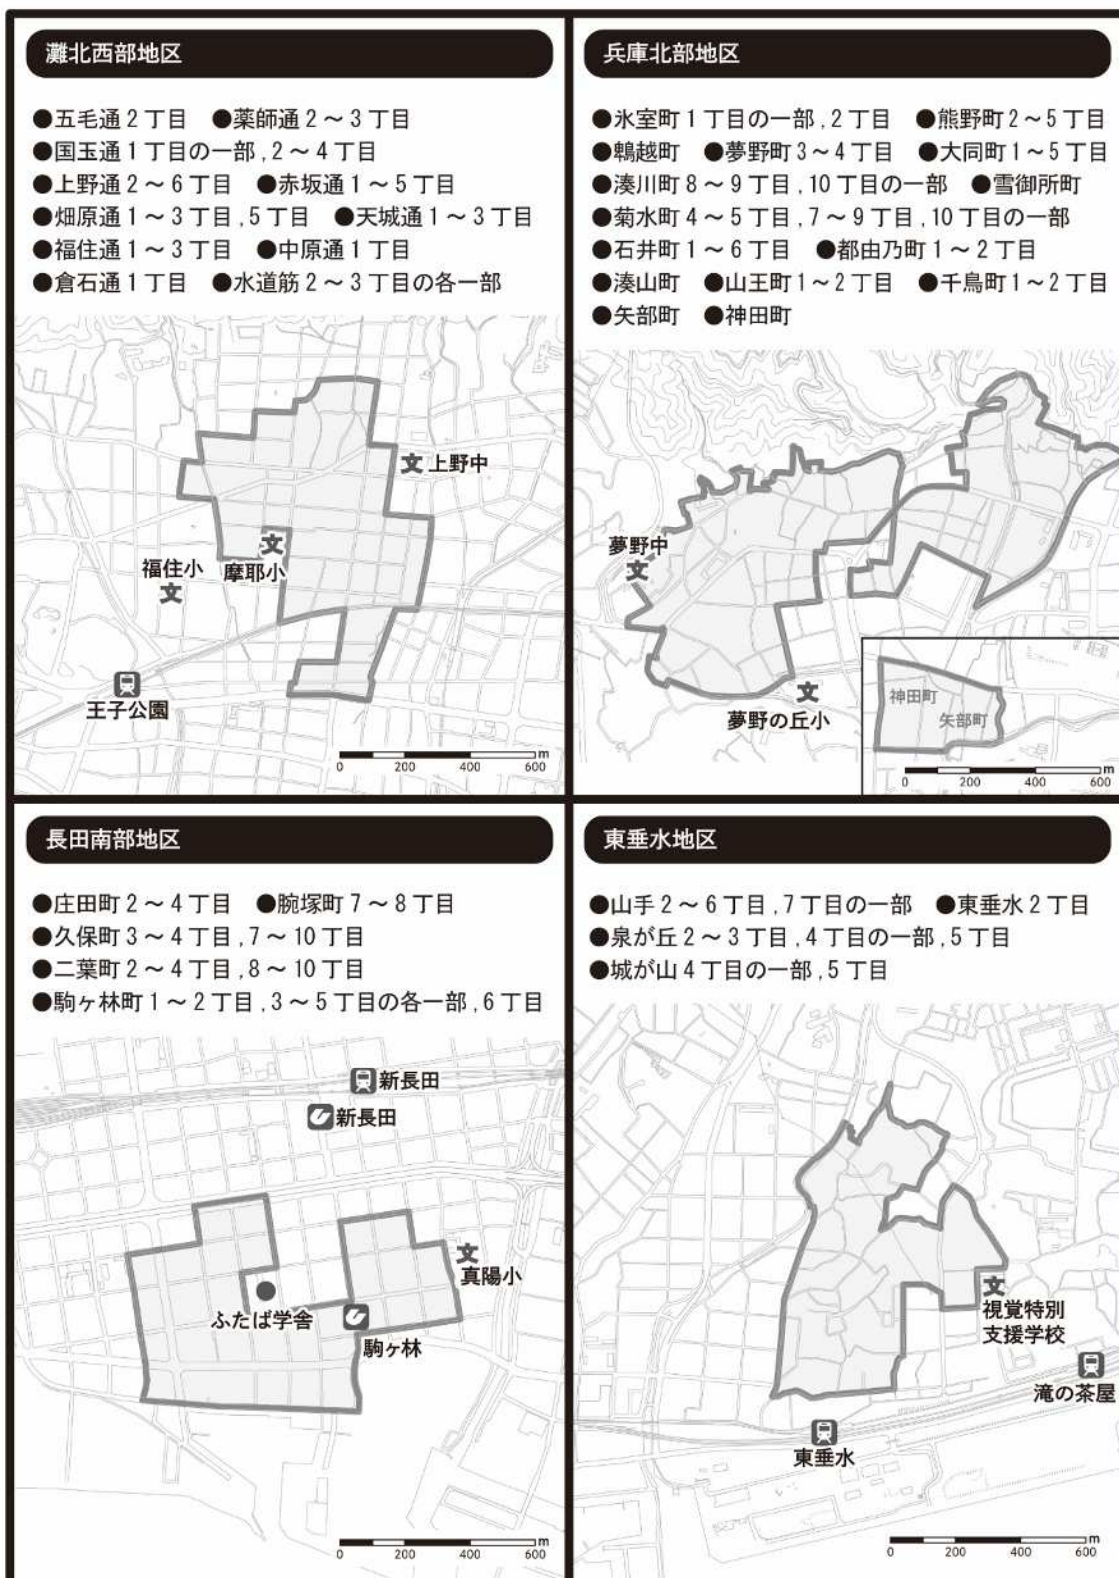 灘北西部地区
●五毛通2丁目 ●薬師通2～3丁目
●国玉通1丁目の一部,2～4丁目
●上野通2～6丁目 ●赤坂通1～5丁目
●畑原通1～3丁目,5丁目 ●天城通1～3丁目
●福住通1～3丁目 ●中原通1丁目
●倉石通1丁目 ●水道筋2～3丁目の各一部
文 上野中
文
摩耶小
福住小
文
王子公園
0 200 400 600 m
兵庫北部地区
●氷室町1丁目の一部,2丁目 ●熊野町2～5丁目
●鵯越町 ●夢野町3～4丁目 ●大同町1～5丁目
●湊川町8～9丁目,10丁目の一部 ●雪御所町
●菊水町4～5丁目,7～9丁目,10丁目の一部
●石井町1～6丁目 ●都由乃町1～2丁目
●湊山町 ●山王町1～2丁目 ●千鳥町1～2丁目
●矢部町 ●神田町
夢野中
文
文
夢野の丘小
神田町
矢部町
0 200 400 600 m
長田南部地区
●庄田町2～4丁目 ●腕塚町7～8丁目
●久保町3～4丁目,7～10丁目
●二葉町2～4丁目,8～10丁目
●駒ヶ林町1～2丁目,3～5丁目の各一部,6丁目
新長田
新長田
文
真陽小
ふたば学舎
駒ヶ林
0 200 400 600 m
東垂水地区
●山手2～6丁目,7丁目の一部 ●東垂水2丁目
●泉が丘2～3丁目,4丁目の一部,5丁目
●城が山4丁目の一部,5丁目
文
視覚特別
支援学校
滝の茶屋
東垂水
0 200 400 600 m